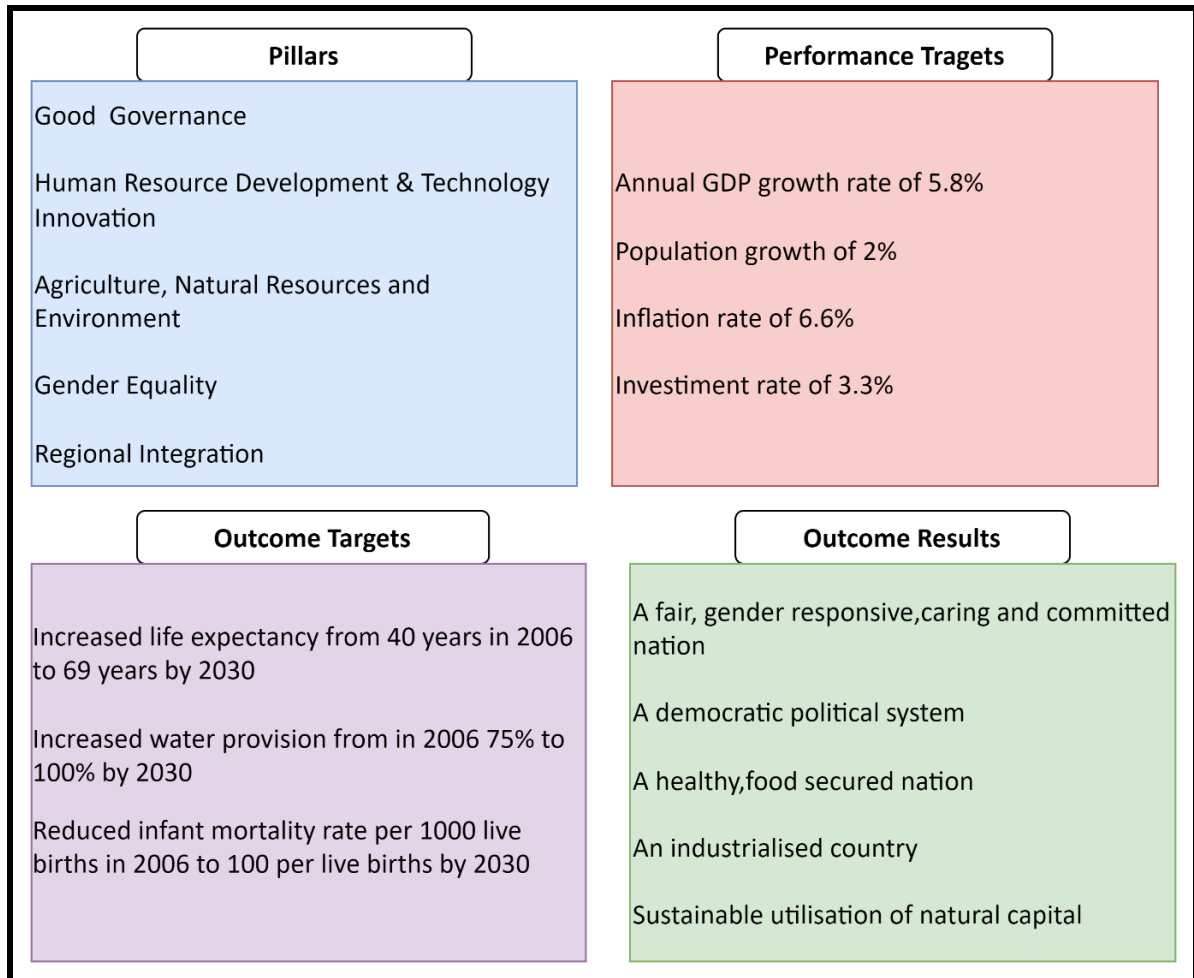 Pillars
Good  Governance
Human Resource Development & Technology
Innovation
Agriculture, Natural Resources and
Environment
Gender Equality
Regional Integration
Performance Tragets
Annual GDP growth rate of 5.8%
Population growth of 2%
Inflation rate of 6.6%
Investiment rate of 3.3%
Outcome Targets
Increased life expectancy from 40 years in 2006
to 69 years by 2030
Increased water provision from in 2006 75% to
100% by 2030
Reduced infant mortality rate per 1000 live
births in 2006 to 100 per live births by 2030
Outcome Results
A fair, gender responsive,caring and committed
nation
A democratic political system
A healthy,food secured nation
An industrialised country
Sustainable utilisation of natural capital